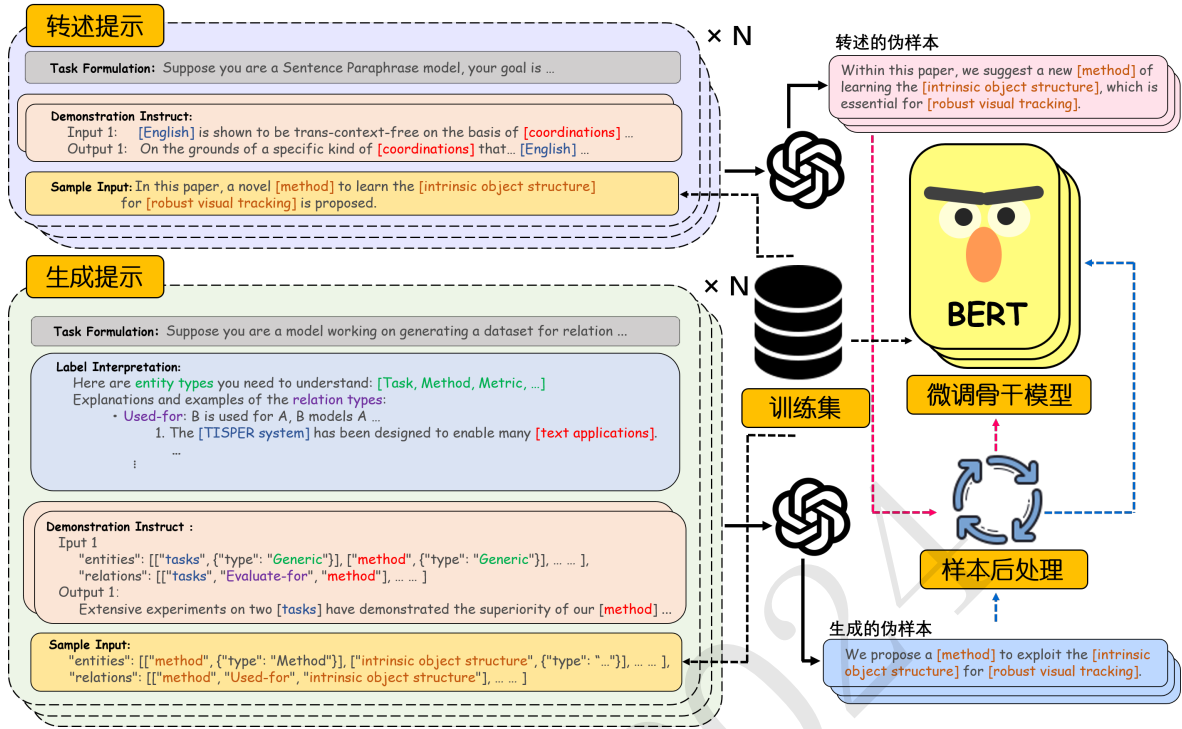 转述提示
× N
Task Formulation: Suppose you are a Sentence Paraphrase model, your goal is ...
Demonstration Instruct:
Input 1: [English] is shown to be trans-context-free on the basis of [coordinations] ...
Output 1: On the grounds of a specific kind of [coordinations] that... [English] ...
Sample Input: In this paper, a novel [method] to learn the [intrinsic object structure]
for [robust visual tracking] is proposed.
生成提示
× N
Task Formulation: Suppose you are a model working on generating a dataset for relation ...
Label Interpretation:
Here are entity types you need to understand: [Task, Method, Metric, ...]
Explanations and examples of the relation types:
· Used-for: B is used for A, B models A ...
1. The [TISPER system] has been designed to enable many [text applications].
...
⋮
Demonstration Instruct :
Iput 1
"entities": [["tasks", {"type": "Generic"}], ["method", {"type": "Generic"}], ... ... ],
"relations": [["tasks", "Evaluate-for", "method"], ... ... ]
Output 1:
Extensive experiments on two [tasks] have demonstrated the superiority of our [method] ...
Sample Input:
"entities": [["method", {"type": "Method"}], ["intrinsic object structure", {"type": "..."}], ... ... ],
"relations": [["method", "Used-for", "intrinsic object structure"], ... ... ]
转述的伪样本
Within this paper, we suggest a new [method] of
learning the [intrinsic object structure], which is
essential for [robust visual tracking].
BERT
训练集
微调骨干模型
样本后处理
生成的伪样本
We propose a [method] to exploit the [intrinsic
object structure] for [robust visual tracking].
2024